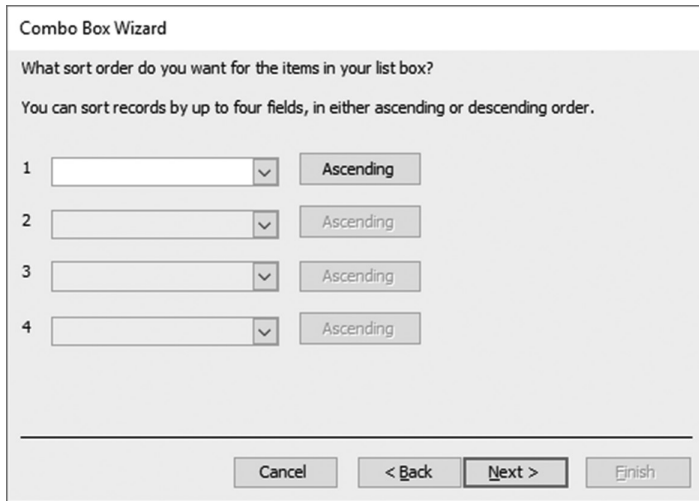 Combo Box Wizard
What sort order do you want for the items in your list box?
You can sort records by up to four fields, in either ascending or descending order.
1 Ascending
2 Ascending
3 Ascending
4 Ascending
Cancel < Back Next > Finish